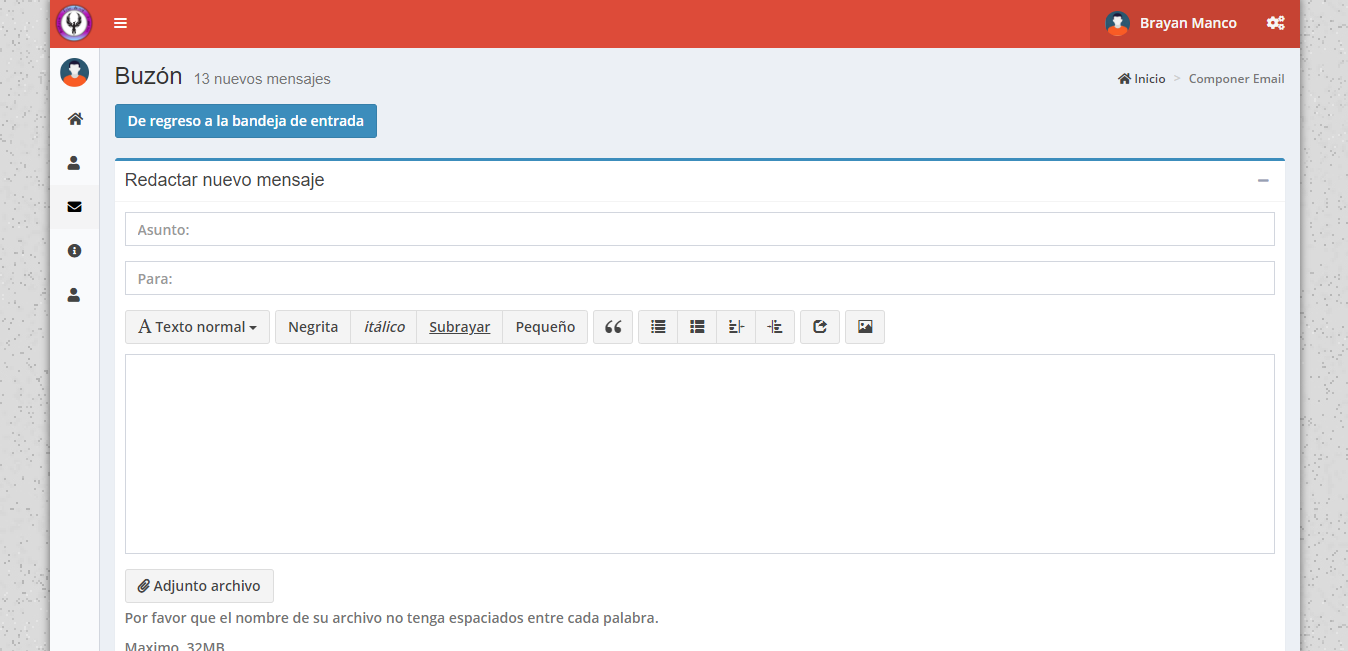 Brayan Manco
Buzón 13 nuevos mensajes
Inicio > Componer Email
De regreso a la bandeja de entrada
Redactar nuevo mensaje
Asunto:
Para:
A Texto normal Negrita itálico Subrayar Pequeño
Adjunto archivo
Por favor que el nombre de su archivo no tenga espaciados entre cada palabra.
Maximo. 32MB